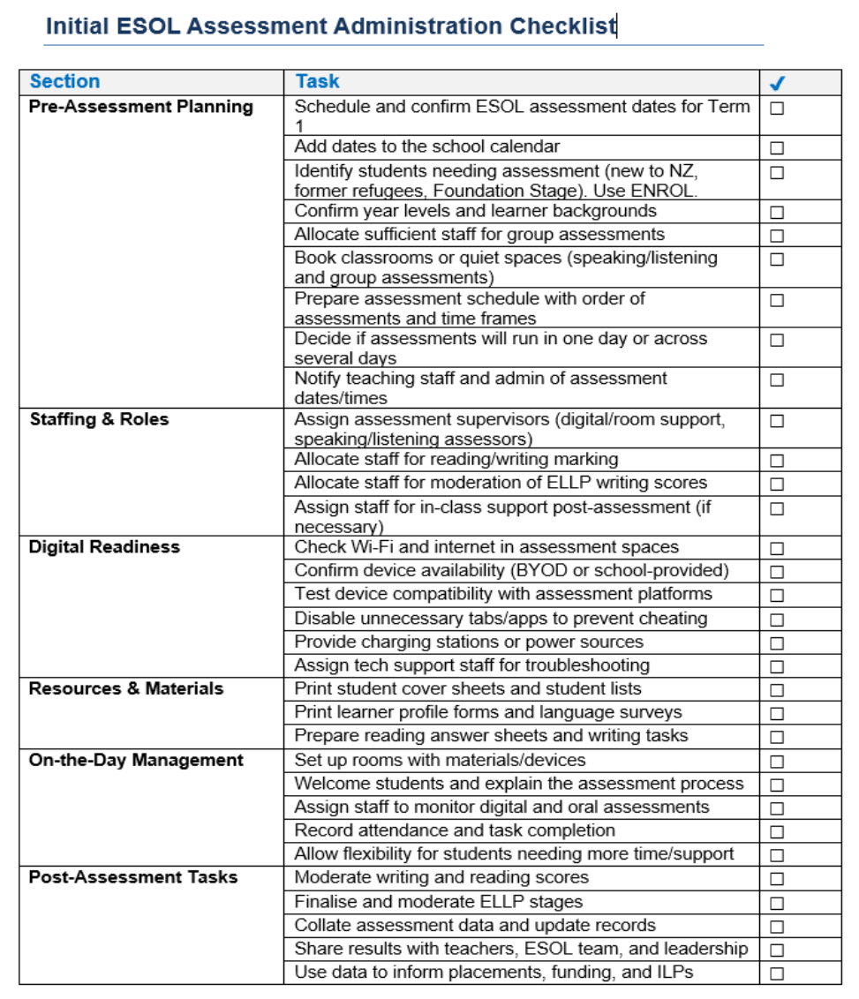 Initial ESOL Assessment Administration Checklist
Section Task ✓
Pre-Assessment Planning Schedule and confirm ESOL assessment dates for Term ☐
1
Add dates to the school calendar ☐
Identify students needing assessment (new to NZ, ☐
former refugees, Foundation Stage). Use ENROL.
Confirm year levels and learner backgrounds ☐
Allocate sufficient staff for group assessments ☐
Book classrooms or quiet spaces (speaking/listening ☐
and group assessments)
Prepare assessment schedule with order of ☐
assessments and time frames
Decide if assessments will run in one day or across ☐
several days
Notify teaching staff and admin of assessment ☐
dates/times
Staffing & Roles Assign assessment supervisors (digital/room support, ☐
speaking/listening assessors)
Allocate staff for reading/writing marking ☐
Allocate staff for moderation of ELLP writing scores ☐
Assign staff for in-class support post-assessment (if ☐
necessary)
Digital Readiness Check Wi-Fi and internet in assessment spaces ☐
Confirm device availability (BYOD or school-provided) ☐
Test device compatibility with assessment platforms ☐
Disable unnecessary tabs/apps to prevent cheating ☐
Provide charging stations or power sources ☐
Assign tech support staff for troubleshooting ☐
Resources & Materials Print student cover sheets and student lists ☐
Print learner profile forms and language surveys ☐
Prepare reading answer sheets and writing tasks ☐
On-the-Day Management Set up rooms with materials/devices ☐
Welcome students and explain the assessment process ☐
Assign staff to monitor digital and oral assessments ☐
Record attendance and task completion ☐
Allow flexibility for students needing more time/support ☐
Post-Assessment Tasks Moderate writing and reading scores ☐
Finalise and moderate ELLP stages ☐
Collate assessment data and update records ☐
Share results with teachers, ESOL team, and leadership ☐
Use data to inform placements, funding, and ILPs ☐